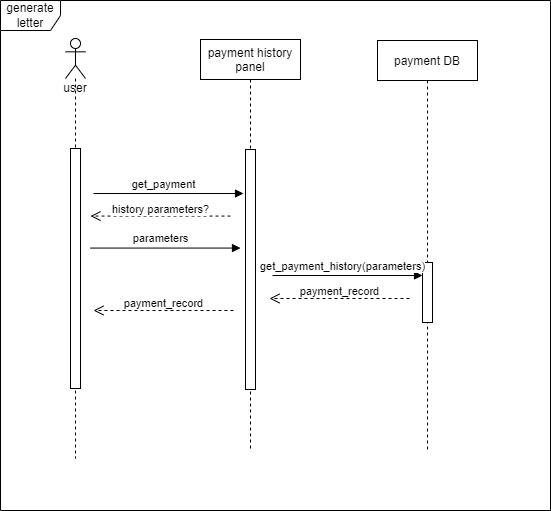 generate
letter
payment history
panel
payment DB
user
get_payment
history parameters?
parameters
get_payment_history(parameters)
payment_record
payment_record